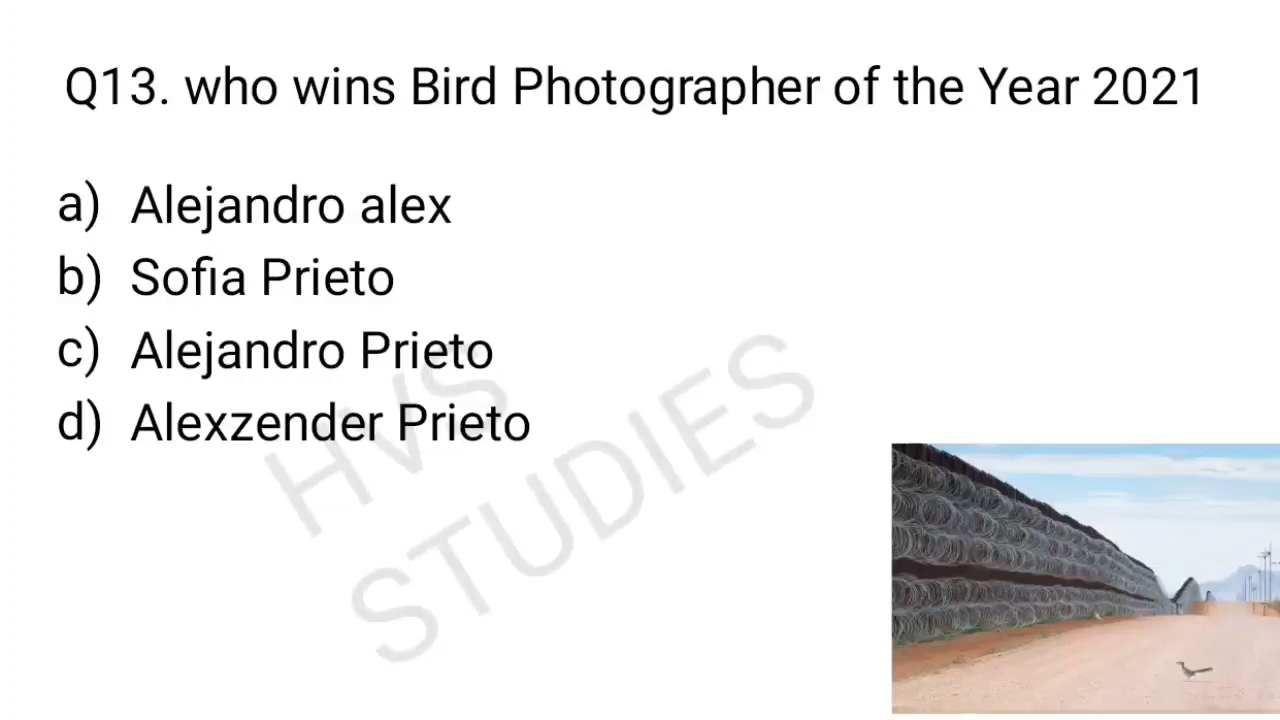 Q13. who wins Bird Photographer of the Year 2021
a) Alejandro alex
b) Sofia Prieto
c) Alejandro Prieto
d) Alexzender Prieto
HVS
STUDIES